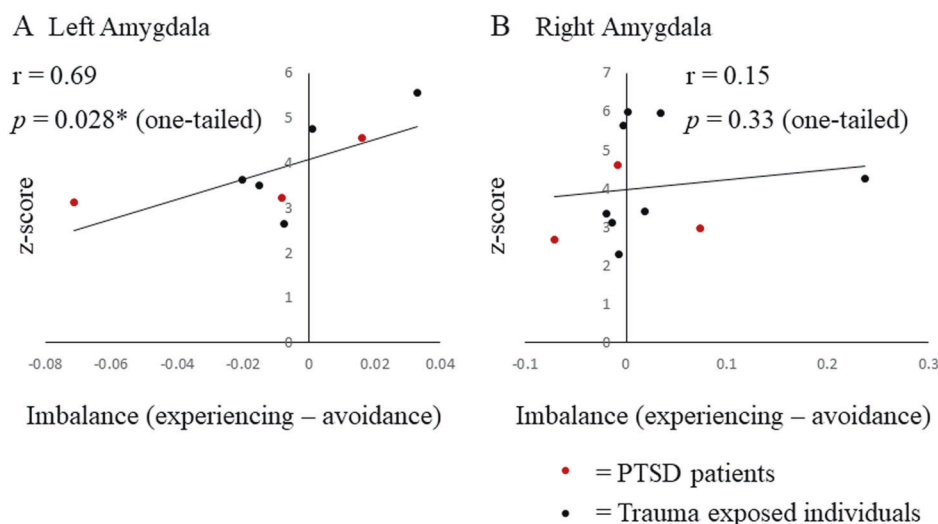 A Left Amygdala
r = 0.69
p = 0.028* (one-tailed)
z-score
6
5
4
3
2
1
0
-0.08 -0.06 -0.04 -0.02 0 0.02 0.04
Imbalance (experiencing – avoidance)
B Right Amygdala
r = 0.15
p = 0.33 (one-tailed)
z-score
7
6
5
4
3
2
1
0
-0.1 0 0.1 0.2 0.3
Imbalance (experiencing – avoidance)
= PTSD patients
= Trauma exposed individuals